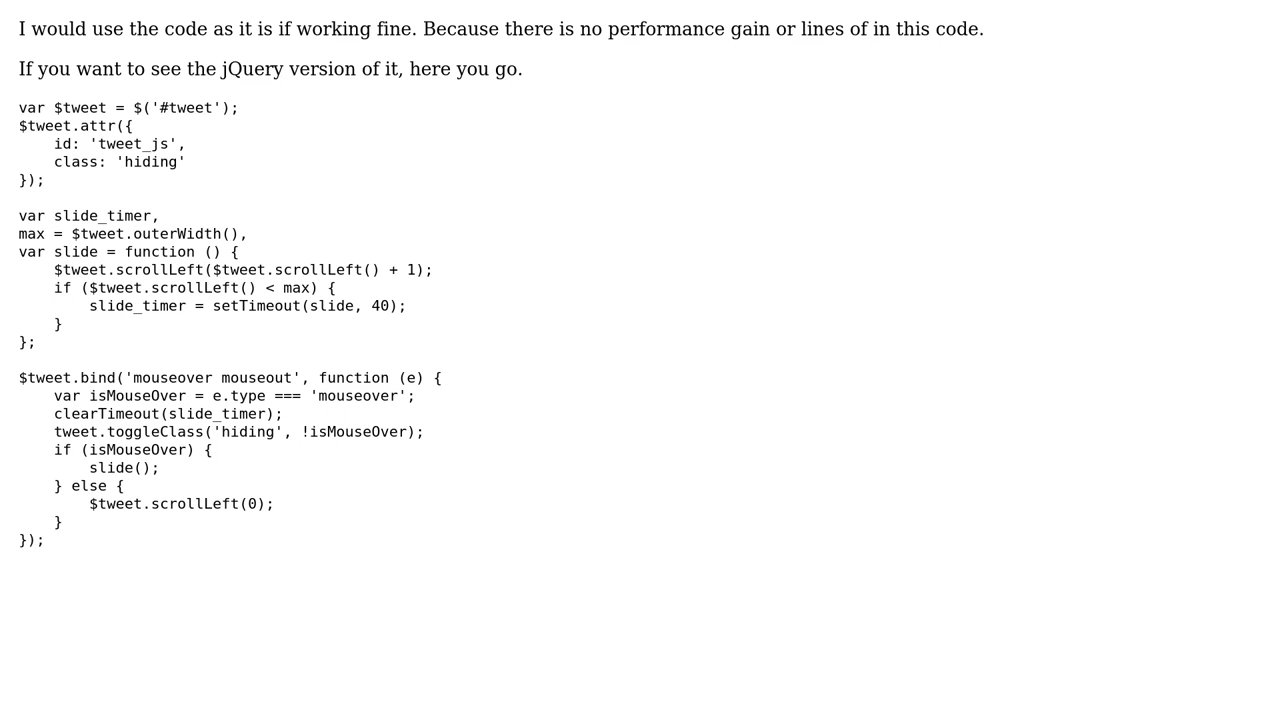 I would use the code as it is if working fine. Because there is no performance gain or lines of in this code.
If you want to see the jQuery version of it, here you go.
var $tweet = $('#tweet');
$tweet.attr({
    id: 'tweet_js',
    class: 'hiding'
});
var slide_timer,
max = $tweet.outerWidth(),
var slide = function () {
    $tweet.scrollLeft($tweet.scrollLeft() + 1);
    if ($tweet.scrollLeft() < max) {
        slide_timer = setTimeout(slide, 40);
    }
};
$tweet.bind('mouseover mouseout', function (e) {
    var isMouseOver = e.type === 'mouseover';
    clearTimeout(slide_timer);
    tweet.toggleClass('hiding', !isMouseOver);
    if (isMouseOver) {
        slide();
    } else {
        $tweet.scrollLeft(0);
    }
});